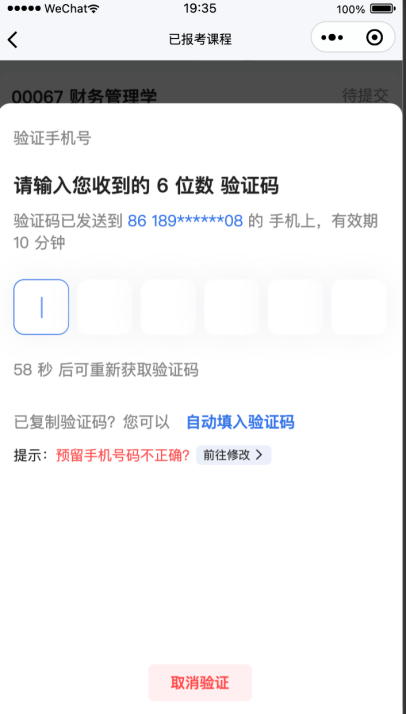 WeChat 19:35 100%
已报考课程
00067 财务管理学 待提交
验证手机号
请输入您收到的 6 位数 验证码
验证码已发送到 86 189******08 的 手机上，有效期
10 分钟
58 秒 后可重新获取验证码
已复制验证码？您可以 自动填入验证码
提示：预留手机号码不正确？ 前往修改
取消验证